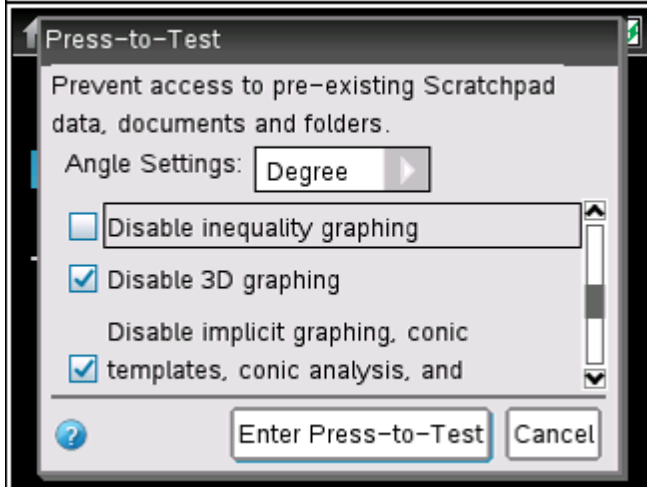 Press-to-Test
Prevent access to pre-existing Scratchpad
data, documents and folders.
Angle Settings: Degree
Disable inequality graphing
Disable 3D graphing
Disable implicit graphing, conic
templates, conic analysis, and
Enter Press-to-Test Cancel